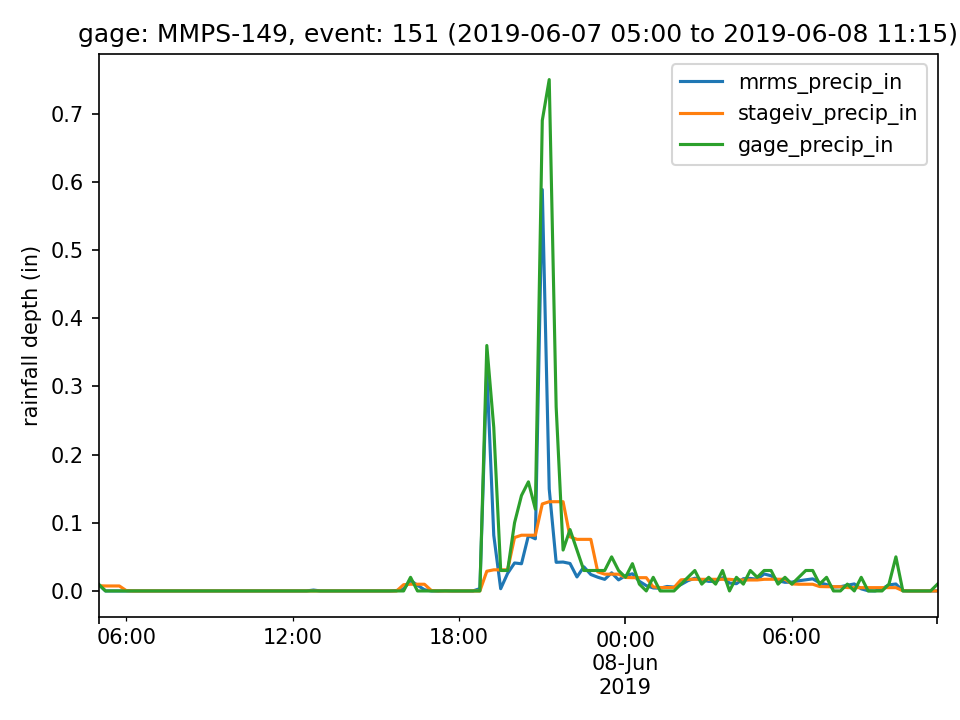 gage: MMPS-149, event: 151 (2019-06-07 05:00 to 2019-06-08 11:15)
mrms_precip_in
stageiv_precip_in
gage_precip_in
rainfall depth (in)
0.7
0.6
0.5
0.4
0.3
0.2
0.1
0.0
06:00
12:00
18:00
00:00
08-Jun
2019
06:00